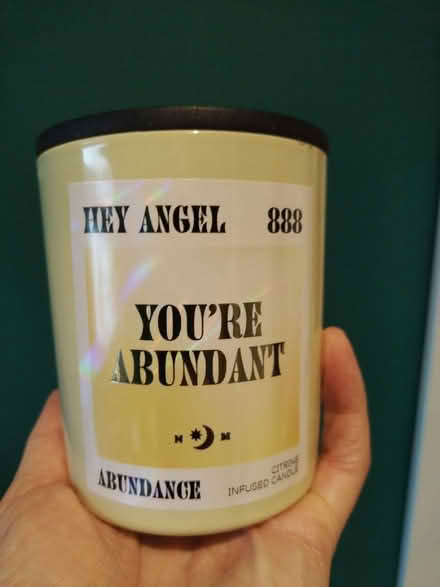 HEY ANGEL 888
YOU'RE
ABUNDANT
N M
ABUNDANCE
CITRINE
INFUSED CANDLE